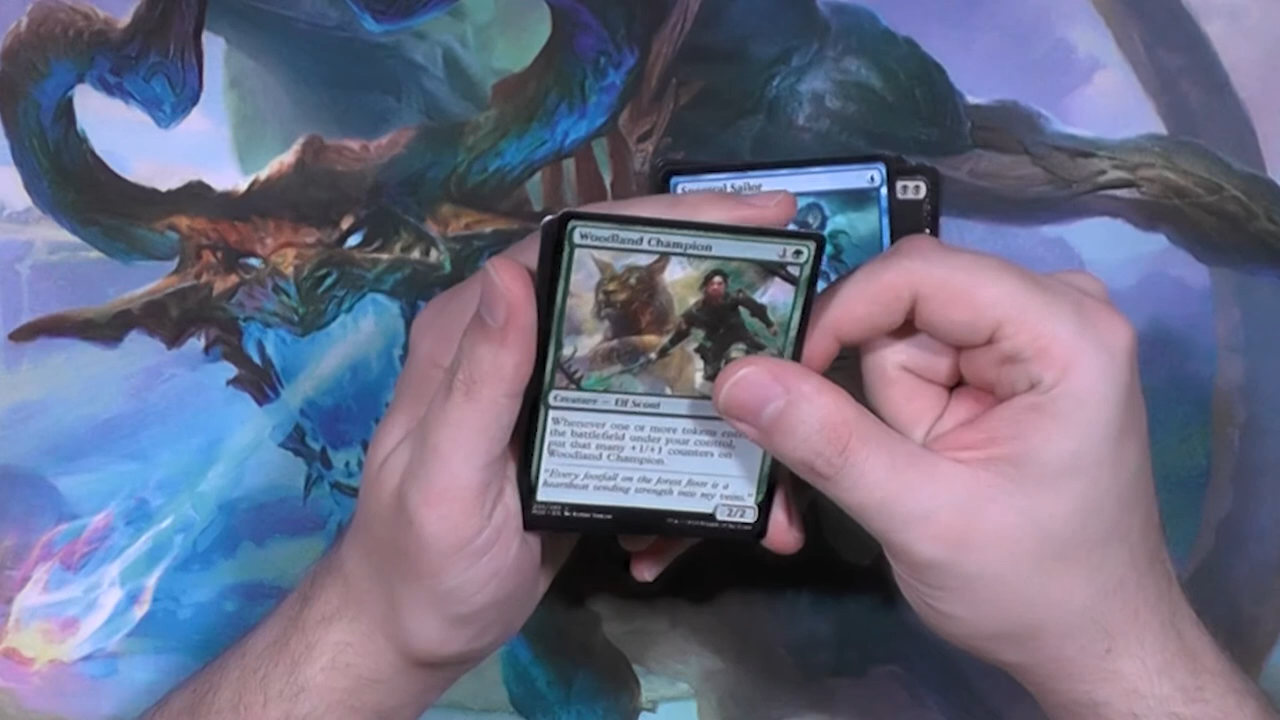 Spectral Sailor
Woodland Champion
1
Creature — Elf Scout
Whenever one or more tokens enter
the battlefield under your control,
put that many +1/+1 counters on
Woodland Champion.
"Every footfall on the forest floor is a
heartbeat sending strength into my veins."
2/2